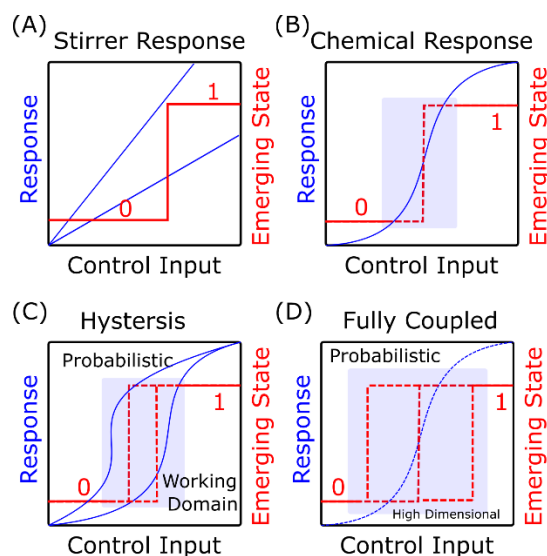 (A)
Stirrer Response
Response
1
0
Emerging State
Control Input
(B)
Chemical Response
Response
1
0
Emerging State
Control Input
(C)
Hystersis
Probabilistic
Response
1
0
Working
Domain
Emerging State
Control Input
(D)
Fully Coupled
Probabilistic
Response
1
0
High Dimensional
Emerging State
Control Input